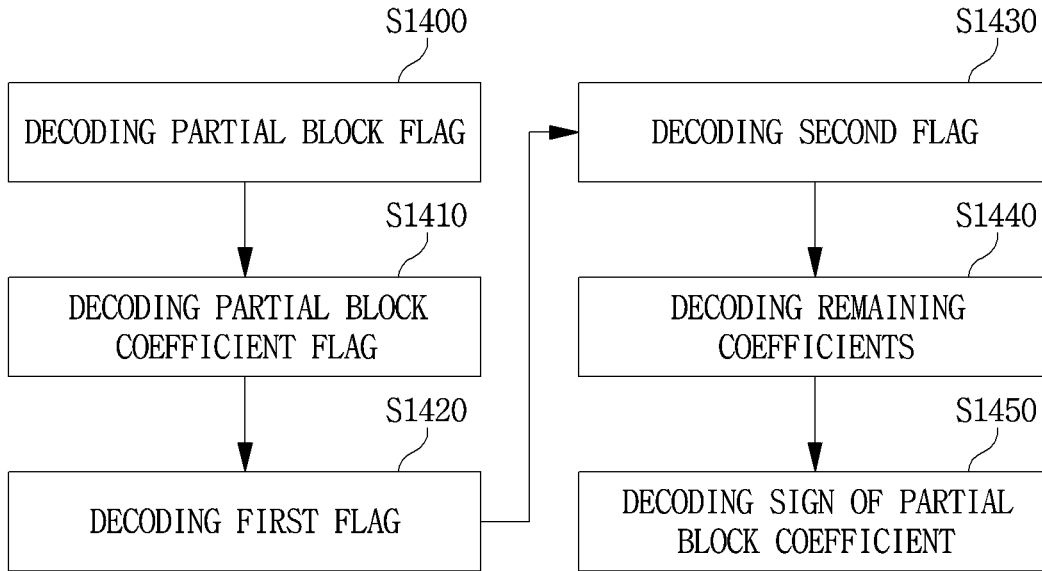 S1400
DECODING PARTIAL BLOCK FLAG
S1410
DECODING PARTIAL BLOCK
COEFFICIENT FLAG
S1420
DECODING FIRST FLAG
S1430
DECODING SECOND FLAG
S1440
DECODING REMAINING
COEFFICIENTS
S1450
DECODING SIGN OF PARTIAL
BLOCK COEFFICIENT